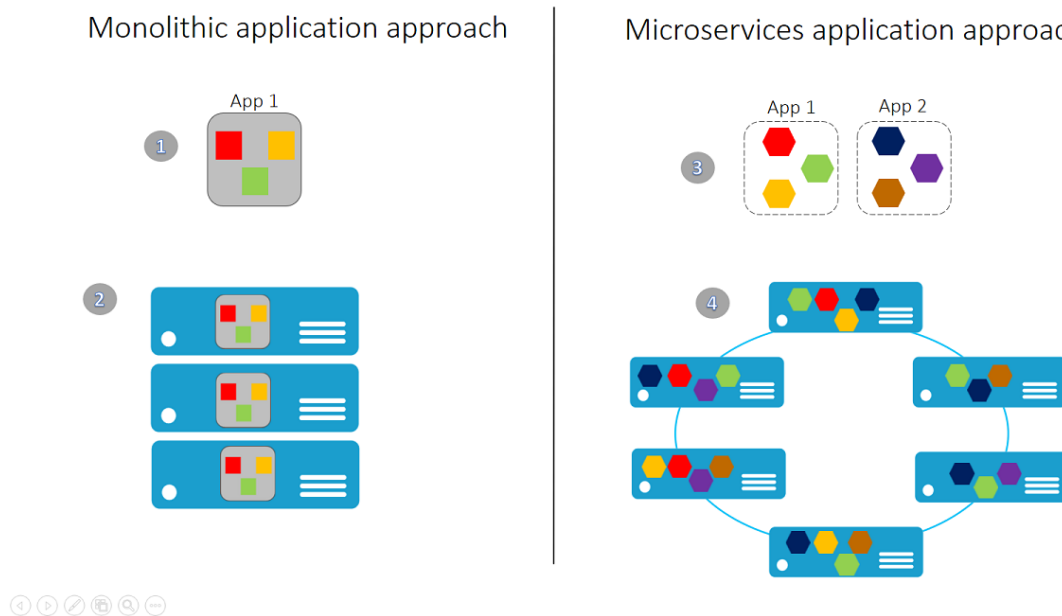 Monolithic application approach
Microservices application approac
App 1
1
App 1
App 2
3
2
4